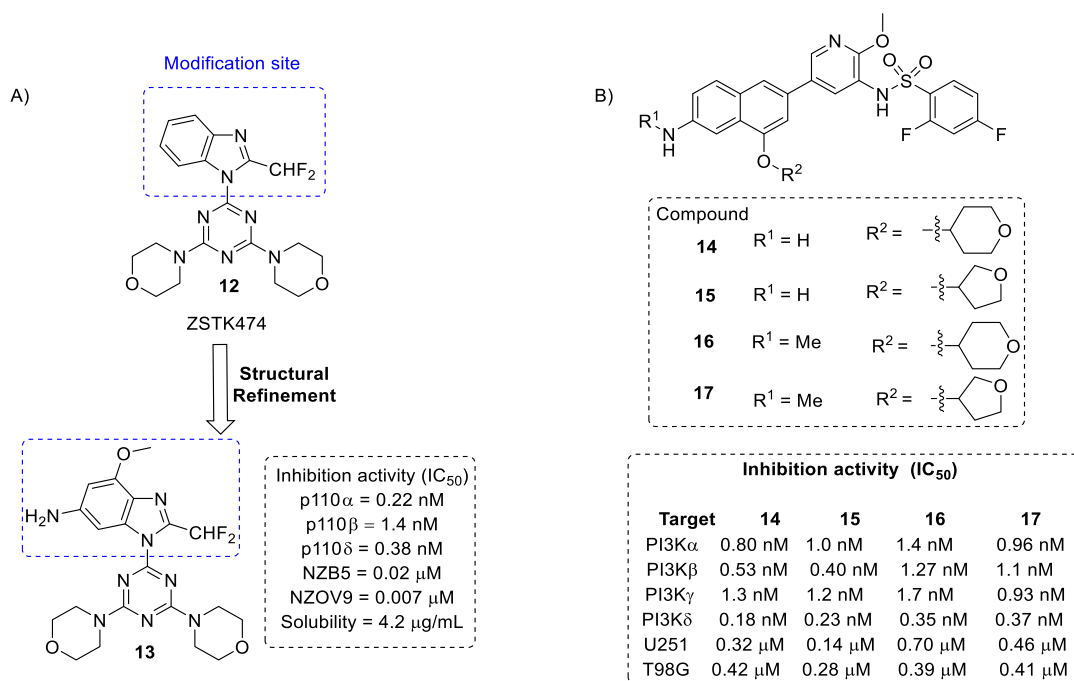 A)
Modification site
N
N
CHF2
N
N
N
N
N
O
O
12
ZSTK474
Structural
Refinement
O
H2N
N
N
CHF2
N
N
N
N
N
O
O
13
Inhibition activity (IC50)
p110α = 0.22 nM
p110β = 1.4 nM
p110δ = 0.38 nM
NZB5 = 0.02 μM
NZOV9 = 0.007 μM
Solubility = 4.2 μg/mL
B)
N
O
O
O
S
N
H
F
F
R1
N
H
O
R2
Compound
14 R1 = H R2 = O
15 R1 = H R2 = O
16 R1 = Me R2 = O
17 R1 = Me R2 = O
Inhibition activity (IC50)
Target 14 15 16 17
PI3Kα 0.80 nM 1.0 nM 1.4 nM 0.96 nM
PI3Kβ 0.53 nM 0.40 nM 1.27 nM 1.1 nM
PI3Kγ 1.3 nM 1.2 nM 1.7 nM 0.93 nM
PI3Kδ 0.18 nM 0.23 nM 0.35 nM 0.37 nM
U251 0.32 μM 0.14 μM 0.70 μM 0.46 μM
T98G 0.42 μM 0.28 μM 0.39 μM 0.41 μM